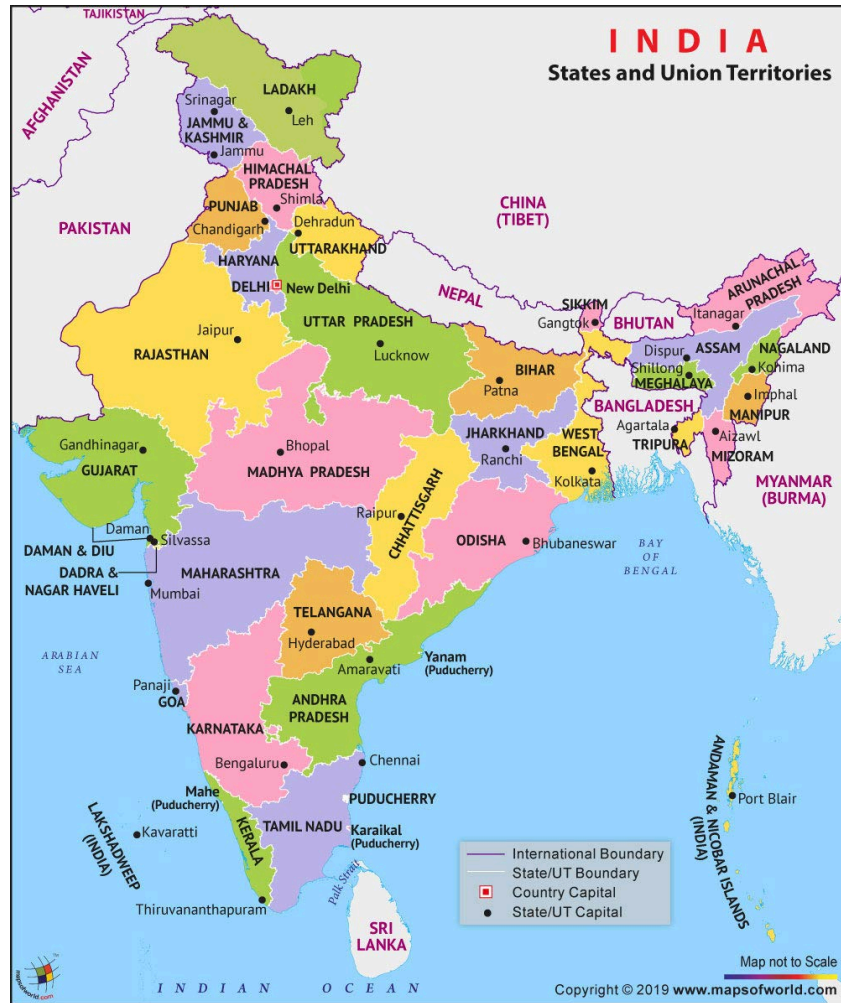 TAJIKISTAN
INDIA
States and Union Territories
AFGHANISTAN
LADAKH
Srinagar
Leh
JAMMU &
KASHMIR
Jammu
HIMACHAL
PRADESH
Shimla
PUNJAB
Chandigarh
CHINA
(TIBET)
PAKISTAN
Dehradun
UTTARAKHAND
HARYANA
DELHI
New Delhi
NEPAL
ARUNACHAL
PRADESH
SIKKIM
Gangtok
BHUTAN
Itanagar
UTTAR PRADESH
Jaipur
RAJASTHAN
Lucknow
Dispur
ASSAM
NAGALAND
Shillong
Kohima
MEGHALAYA
BIHAR
Patna
Imphal
MANIPUR
BANGLADESH
Agartala
TRIPURA
Aizawl
MIZORAM
Gandhinagar
GUJARAT
Bhopal
MADHYA PRADESH
JHARKHAND
Ranchi
WEST
BENGAL
Kolkata
MYANMAR
(BURMA)
Raipur
CHHATTISGARH
Daman
Silvassa
DAMAN & DIU
DADRA &
NAGAR HAVELI
ODISHA
Bhubaneswar
BAY
OF
BENGAL
MAHARASHTRA
Mumbai
TELANGANA
Hyderabad
ARABIAN
SEA
Amaravati
Yanam
(Puducherry)
Panaji
GOA
KARNATAKA
ANDHRA
PRADESH
Bengaluru
Chennai
Mahe
(Puducherry)
PUDUCHERRY
LAKSHADWEEP
(INDIA)
Kavaratti
KERALA
TAMIL NADU
Karaikal
(Puducherry)
ANDAMAN & NICOBAR ISLANDS
(INDIA)
Port Blair
Thiruvananthapuram
Palk Strait
SRI
LANKA
International Boundary
State/UT Boundary
Country Capital
State/UT Capital
INDIAN OCEAN
mapsofworld.com
Map not to Scale
Copyright © 2019 www.mapsofworld.com